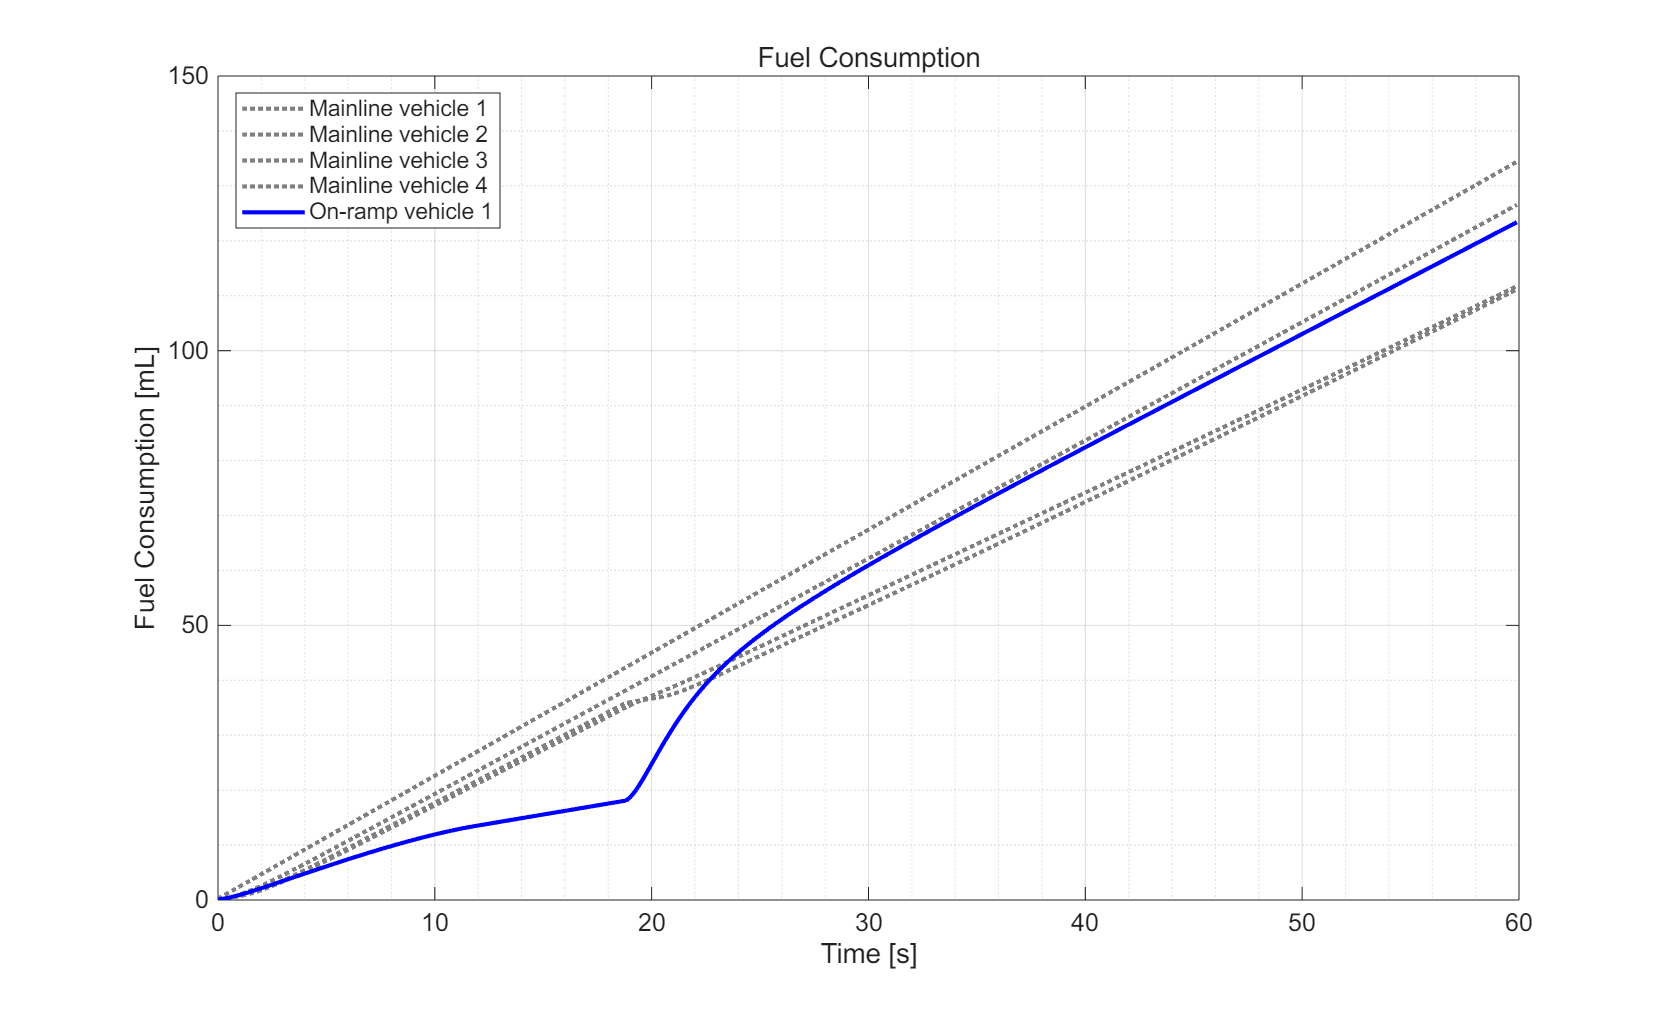 Fuel Consumption
150
100
50
0
Fuel Consumption [mL]
Mainline vehicle 1
Mainline vehicle 2
Mainline vehicle 3
Mainline vehicle 4
On-ramp vehicle 1
0 10 20 30 40 50 60
Time [s]